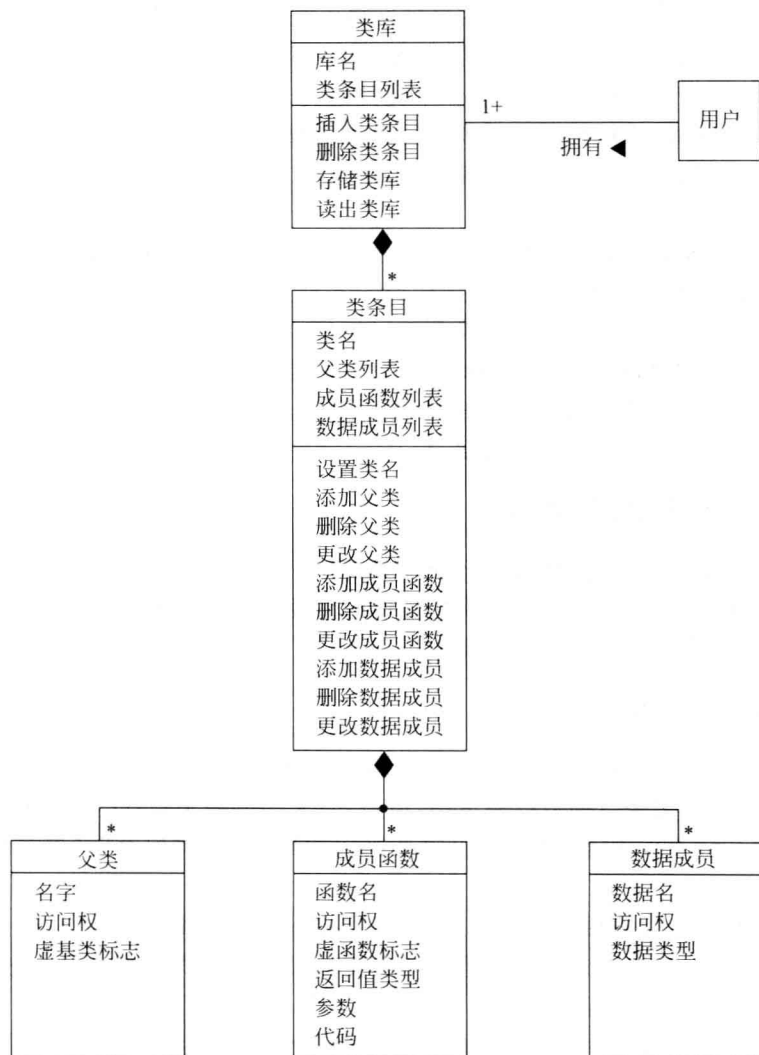 类库
库名
类条目列表
插入类条目
删除类条目
存储类库
读出类库
1+
拥有
用户
*
类条目
类名
父类列表
成员函数列表
数据成员列表
设置类名
添加父类
删除父类
更改父类
添加成员函数
删除成员函数
更改成员函数
添加数据成员
删除数据成员
更改数据成员
*
父类
名字
访问权
虚基类标志
*
成员函数
函数名
访问权
虚函数标志
返回值类型
参数
代码
*
数据成员
数据名
访问权
数据类型